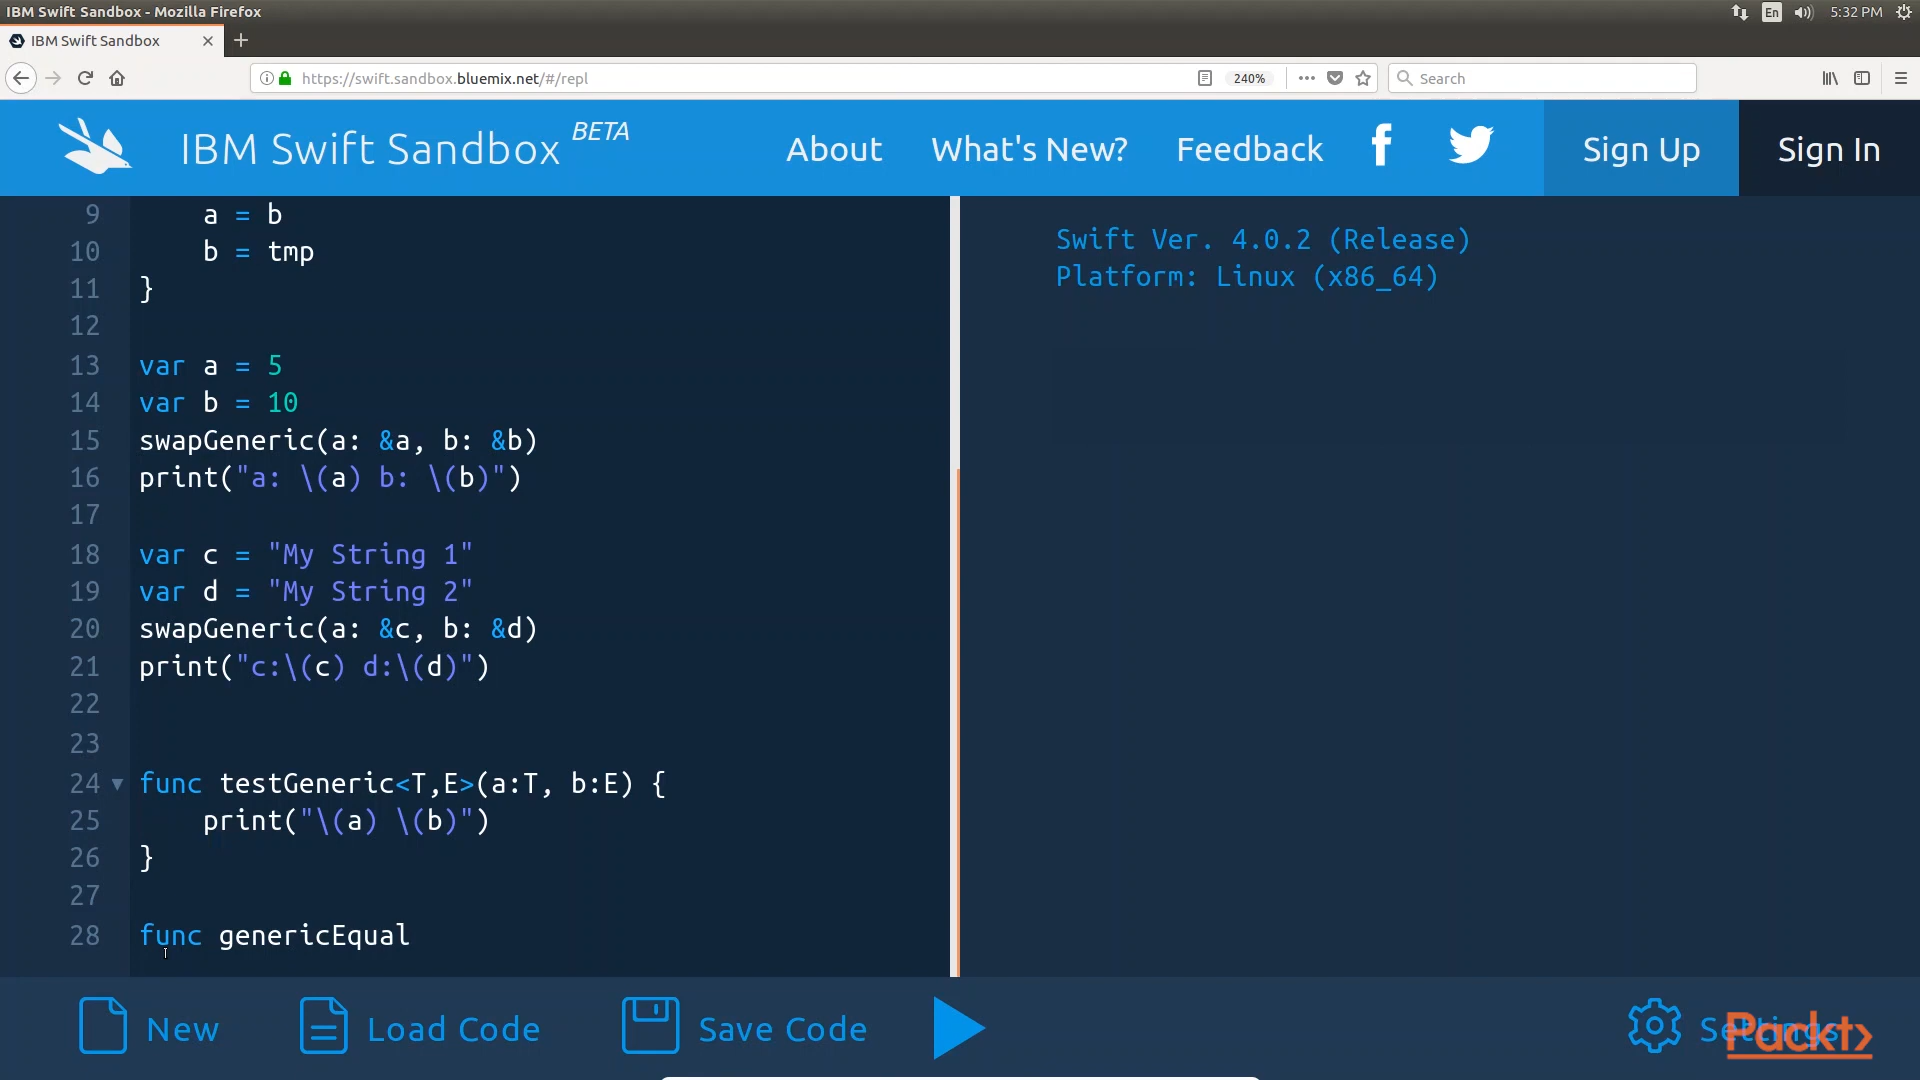 IBM Swift Sandbox - Mozilla Firefox
En
5:32 PM
IBM Swift Sandbox
https://swift.sandbox.bluemix.net/#/repl
240%
Search
IBM Swift Sandbox BETA
About
What's New?
Feedback
Sign Up
Sign In
9 a = b
10 b = tmp
11 }
12
13 var a = 5
14 var b = 10
15 swapGeneric(a: &a, b: &b)
16 print("a: \(a) b: \(b)")
17
18 var c = "My String 1"
19 var d = "My String 2"
20 swapGeneric(a: &c, b: &d)
21 print("c:\(c) d:\(d)")
22
23
24 func testGeneric<T,E>(a:T, b:E) {
25 print("\(a) \(b)")
26 }
27
28 func genericEqual
Swift Ver. 4.0.2 (Release)
Platform: Linux (x86_64)
New
Load Code
Save Code
Settings
Packt>